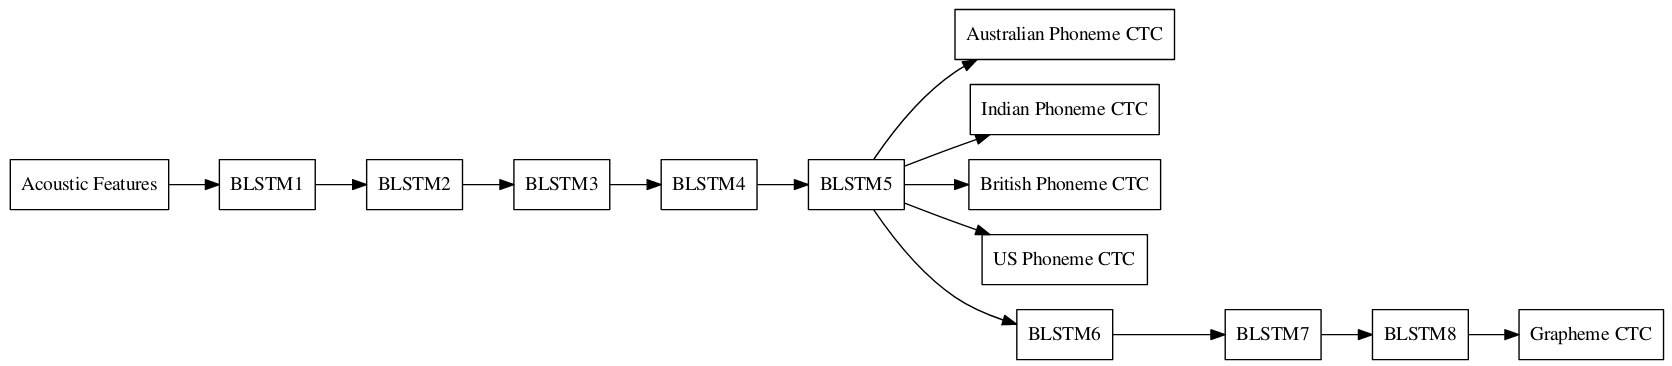 Australian Phoneme CTC
Indian Phoneme CTC
Acoustic Features
BLSTM1
BLSTM2
BLSTM3
BLSTM4
BLSTM5
British Phoneme CTC
US Phoneme CTC
BLSTM6
BLSTM7
BLSTM8
Grapheme CTC